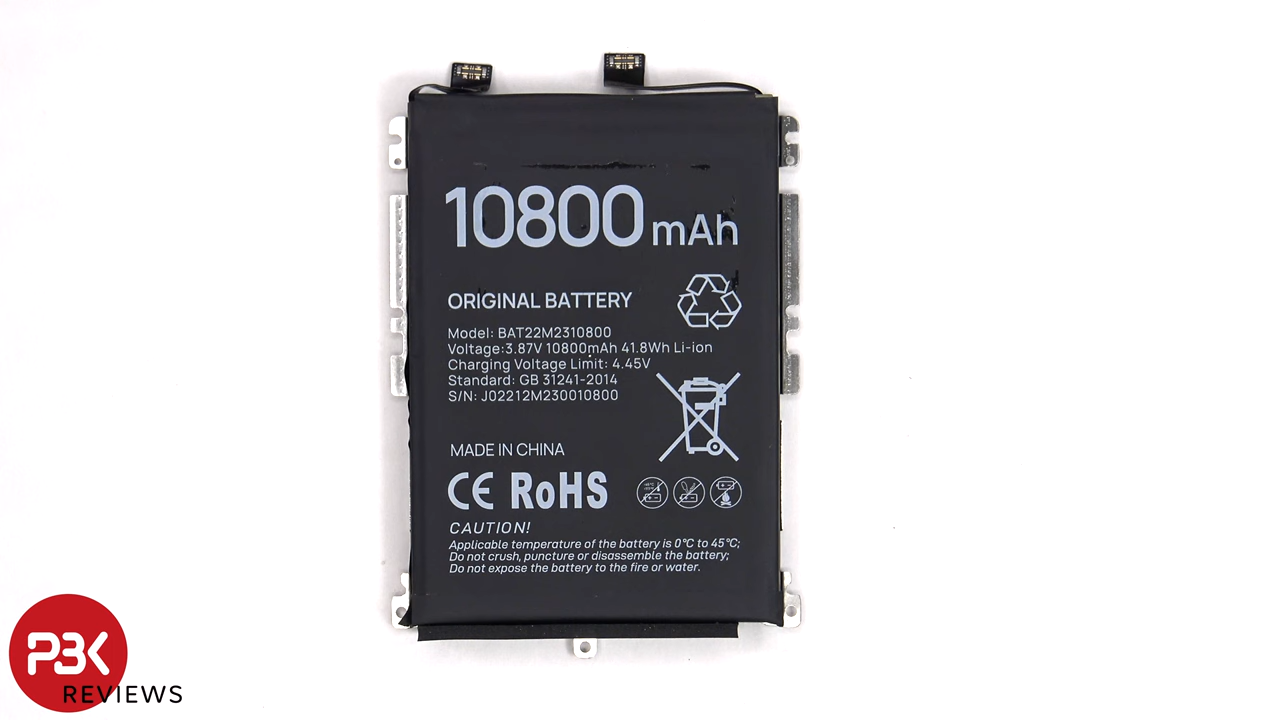 10800 mAh
ORIGINAL BATTERY
Model: BAT22M2310800
Voltage:3.87V 10800mAh 41.8Wh Li-ion
Charging Voltage Limit: 4.45V
Standard: GB 31241-2014
S/N: J02212M230010800
MADE IN CHINA
CE RoHS
CAUTION!
Applicable temperature of the battery is 0°C to 45°C;
Do not crush, puncture or disassemble the battery;
Do not expose the battery to the fire or water.
PBK
REVIEWS